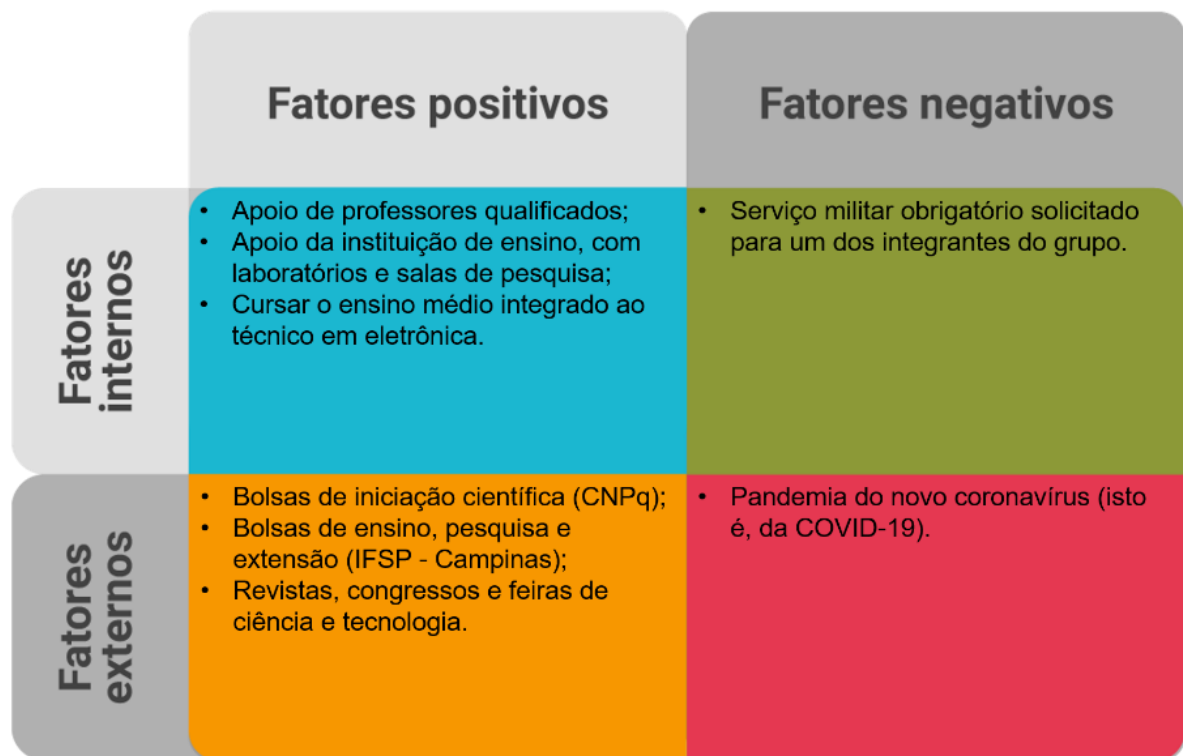 Fatores positivos
Fatores negativos
Fatores
internos
• Apoio de professores qualificados;
• Apoio da instituição de ensino, com
laboratórios e salas de pesquisa;
• Cursar o ensino médio integrado ao
técnico em eletrônica.
• Serviço militar obrigatório solicitado
para um dos integrantes do grupo.
Fatores
externos
• Bolsas de iniciação científica (CNPq);
• Bolsas de ensino, pesquisa e
extensão (IFSP - Campinas);
• Revistas, congressos e feiras de
ciência e tecnologia.
• Pandemia do novo coronavírus (isto
é, da COVID-19).